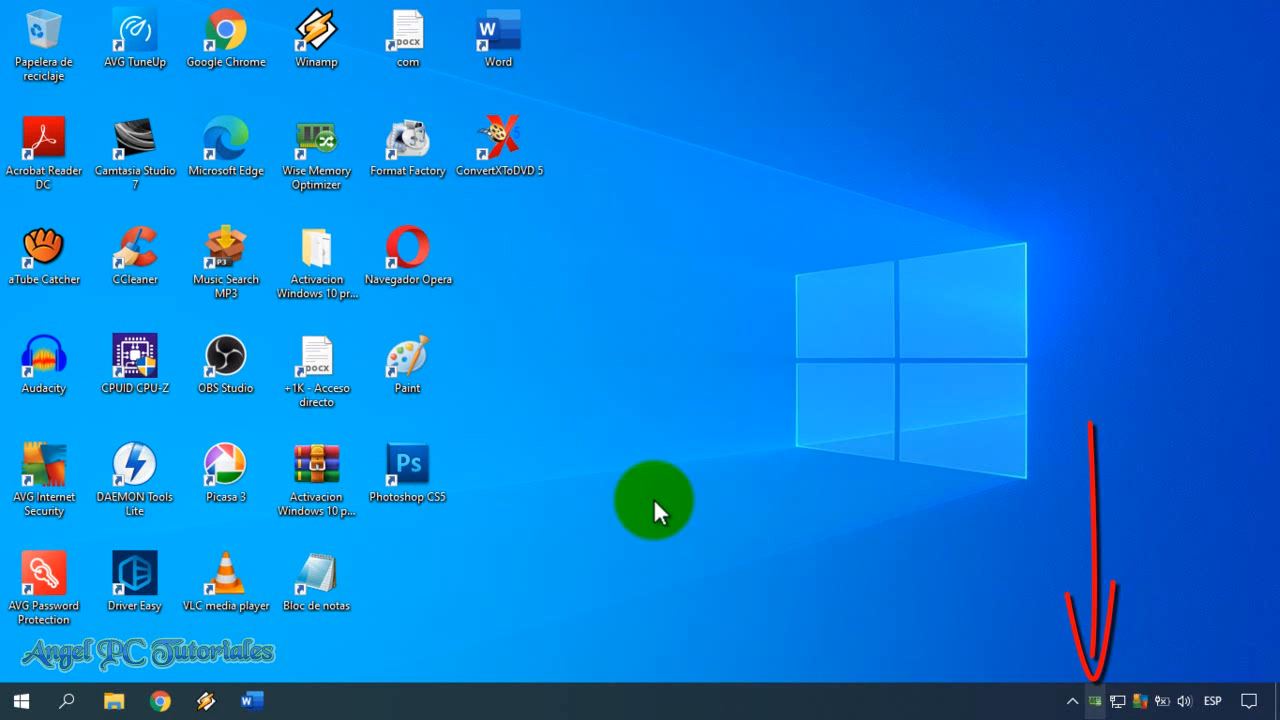 Papelera de
reciclaje
AVG TuneUp
Google Chrome
DOCX
Winamp
com
W
Word
Acrobat Reader
DC
Camtasia Studio
7
Microsoft Edge
Wise Memory
Optimizer
Format Factory
ConvertXToDVD 5
aTube Catcher
CCleaner
P3
Music Search
MP3
Activacion
Windows 10 pr...
Navegador Opera
Audacity
CPUID CPU-Z
OBS Studio
DOCX
+1K - Acceso
directo
Paint
AVG Internet
Security
DAEMON Tools
Lite
Picasa 3
Activacion
Windows 10 p...
Ps
Photoshop CS5
AVG Password
Protection
Driver Easy
VLC media player
Bloc de notas
Angel PC Tutoriales
W
ESP